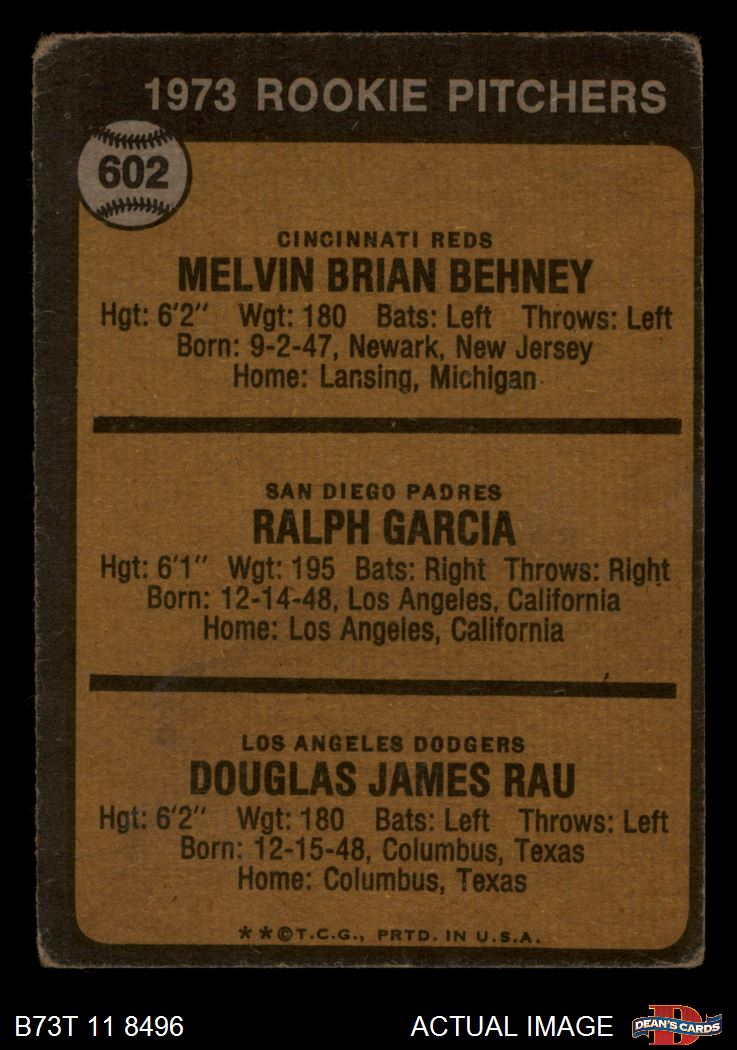 1973 ROOKIE PITCHERS
602
CINCINNATI REDS
MELVIN BRIAN BEHNEY
Hgt: 6'2" Wgt: 180 Bats: Left Throws: Left
Born: 9-2-47, Newark, New Jersey
Home: Lansing, Michigan
SAN DIEGO PADRES
RALPH GARCIA
Hgt: 6'1" Wgt: 195 Bats: Right Throws: Right
Born: 12-14-48, Los Angeles, California
Home: Los Angeles, California
LOS ANGELES DODGERS
DOUGLAS JAMES RAU
Hgt: 6'2" Wgt: 180 Bats: Left Throws: Left
Born: 12-15-48, Columbus, Texas
Home: Columbus, Texas
**©T.C.G., PRTD. IN U.S.A.
B73T 11 8496
ACTUAL IMAGE
D
DEAN'S CARDS